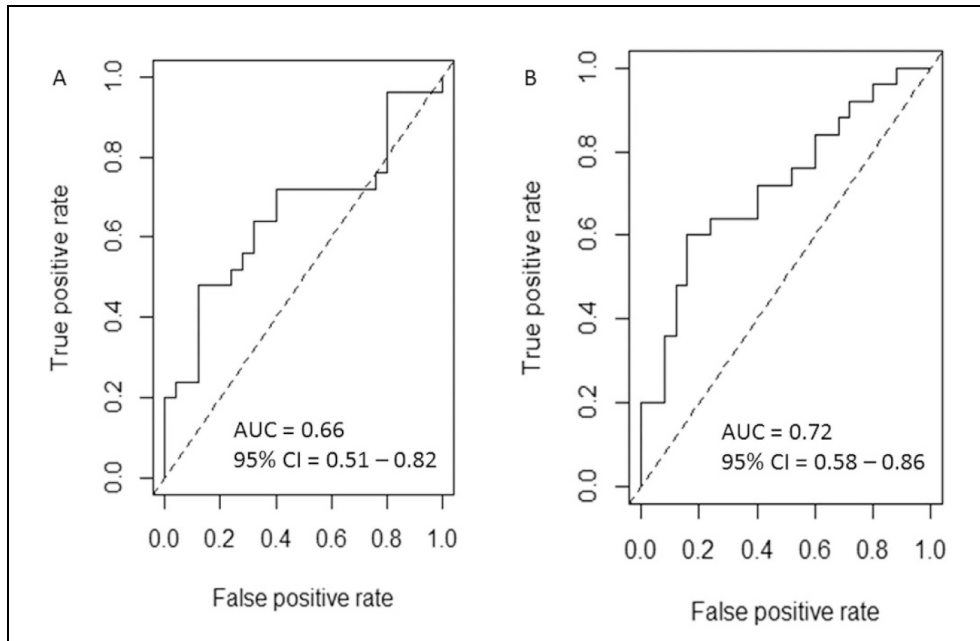 A
True positive rate
1.0
0.8
0.6
0.4
0.2
0.0
AUC = 0.66
95% CI = 0.51 – 0.82
0.0 0.2 0.4 0.6 0.8 1.0
False positive rate
B
True positive rate
1.0
0.8
0.6
0.4
0.2
0.0
AUC = 0.72
95% CI = 0.58 – 0.86
0.0 0.2 0.4 0.6 0.8 1.0
False positive rate